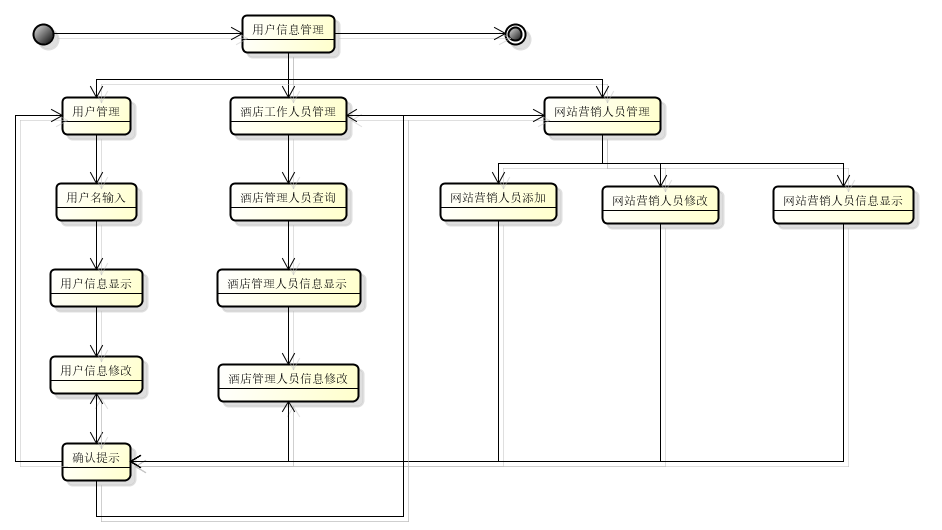 用户信息管理
用户管理
酒店工作人员管理
网站营销人员管理
用户名输入
酒店管理人员查询
网站营销人员添加
网站营销人员修改
网站营销人员信息显示
用户信息显示
酒店管理人员信息显示
用户信息修改
酒店管理人员信息修改
确认提示